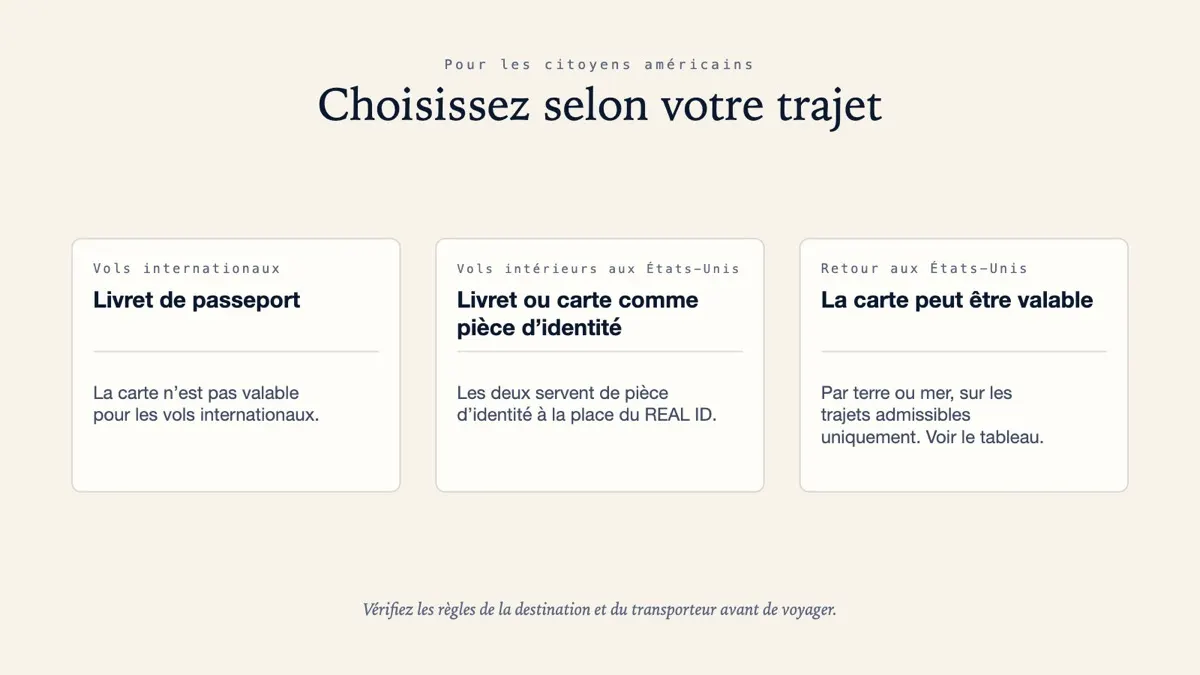 Pour les citoyens américains
Choisissez selon votre trajet
Vols internationaux
Livret de passeport
La carte n’est pas valable
pour les vols internationaux.
Vols intérieurs aux États-Unis
Livret ou carte comme
pièce d’identité
Les deux servent de pièce
d’identité à la place du REAL ID.
Retour aux États-Unis
La carte peut être valable
Par terre ou mer, sur les
trajets admissibles
uniquement. Voir le tableau.
Vérifiez les règles de la destination et du transporteur avant de voyager.